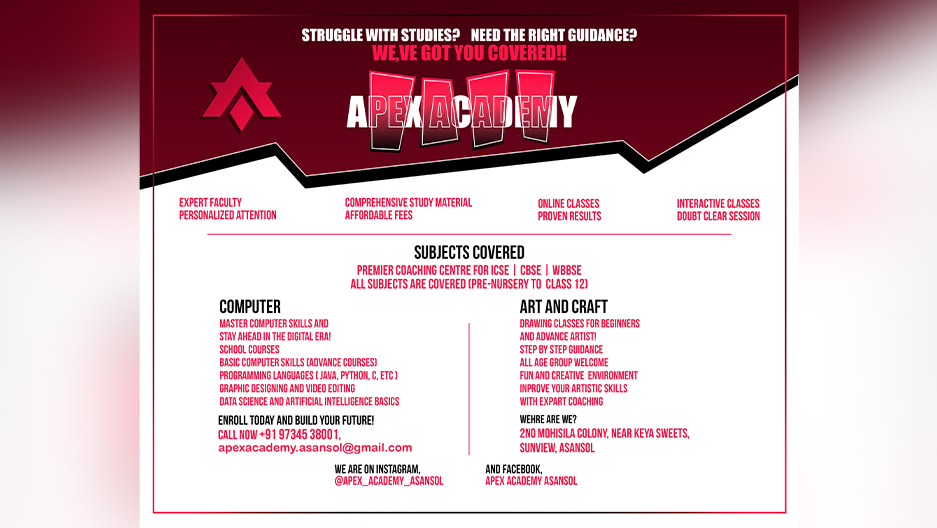 STRUGGLE WITH STUDIES? NEED THE RIGHT GUIDANCE?
WE,VE GOT YOU COVERED!!
APEX ACADEMY
EXPERT FACULTY
PERSONALIZED ATTENTION
COMPREHENSIVE STUDY MATERIAL
AFFORDABLE FEES
ONLINE CLASSES
PROVEN RESULTS
INTERACTIVE CLASSES
DOUBT CLEAR SESSION
SUBJECTS COVERED
PREMIER COACHING CENTRE FOR ICSE | CBSE | WBBSE
ALL SUBJECTS ARE COVERED (PRE-NURSERY TO CLASS 12)
COMPUTER
MASTER COMPUTER SKILLS AND
STAY AHEAD IN THE DIGITAL ERA!
SCHOOL COURSES
BASIC COMPUTER SKILLS (ADVANCE COURSES)
PROGRAMMING LANGUAGES ( JAVA, PYTHON, C, ETC )
GRAPHIC DESIGNING AND VIDEO EDITING
DATA SCIENCE AND ARTIFICIAL INTELLIGENCE BASICS
ENROLL TODAY AND BUILD YOUR FUTURE!
CALL NOW +91 97345 38001,
apexacademy.asansol@gmail.com
ART AND CRAFT
DRAWING CLASSES FOR BEGINNERS
AND ADVANCE ARTIST!
STEP BY STEP GUIDANCE
ALL AGE GROUP WELCOME
FUN AND CREATIVE ENVIRONMENT
INPROVE YOUR ARTISTIC SKILLS
WITH EXPART COACHING
WEHRE ARE WE?
2NO MOHISILA COLONY, NEAR KEYA SWEETS,
SUNVIEW, ASANSOL
WE ARE ON INSTAGRAM,
@APEX_ACADEMY_ASANSOL
AND FACEBOOK,
APEX ACADEMY ASANSOL